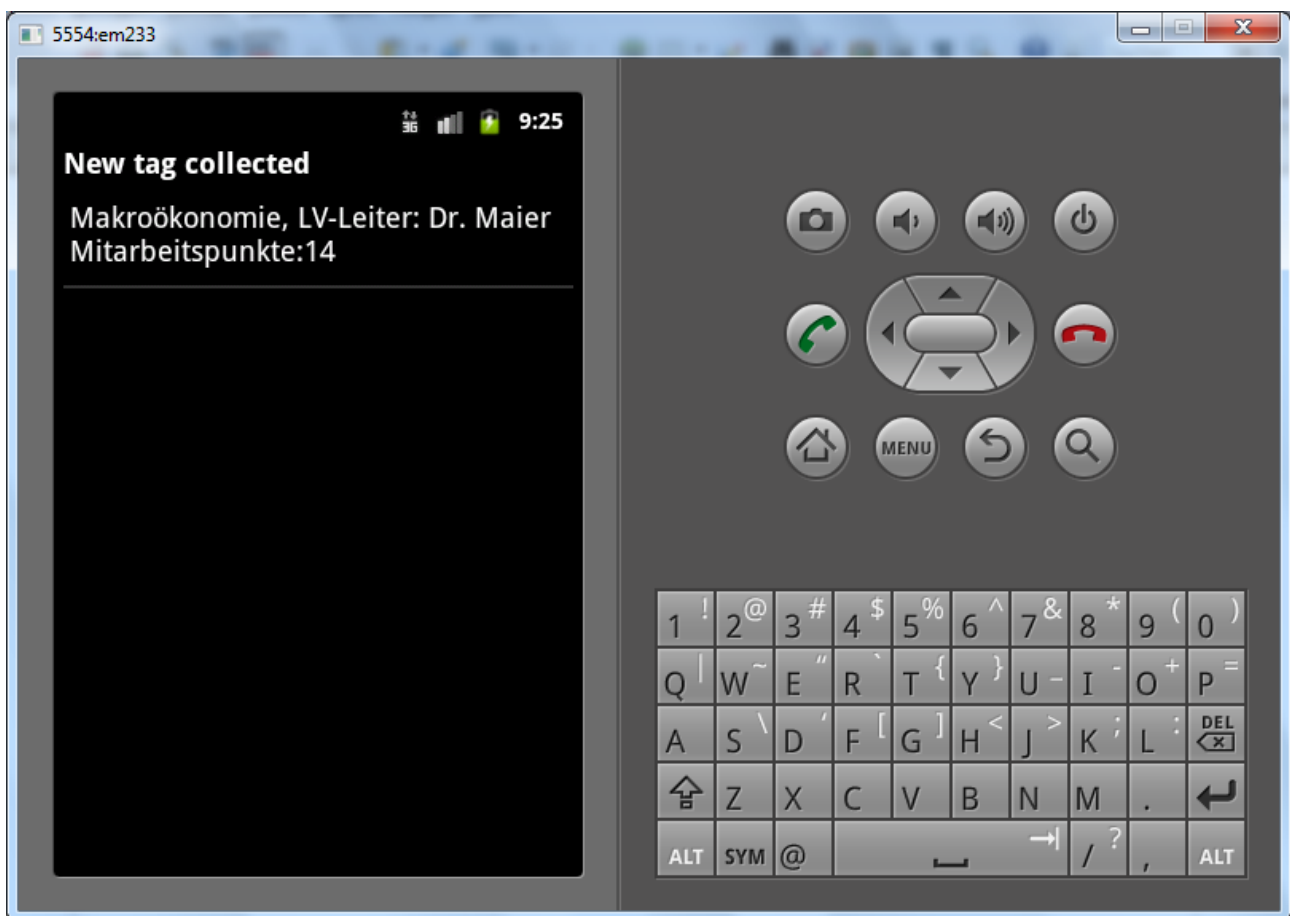 5554:em233
3G 9:25
New tag collected
Makroökonomie, LV-Leiter: Dr. Maier
Mitarbeitspunkte:14
MENU
1 ! 2 @ 3 # 4 $ 5 % 6 ^ 7 & 8 * 9 ( 0 )
Q | W ~ E “ R ` T { Y } U _ I - O + P =
A S \ D ‘ F [ G ] H < J > K ; L : DEL
Z X C V B N M .
ALT SYM @ / ? , ALT